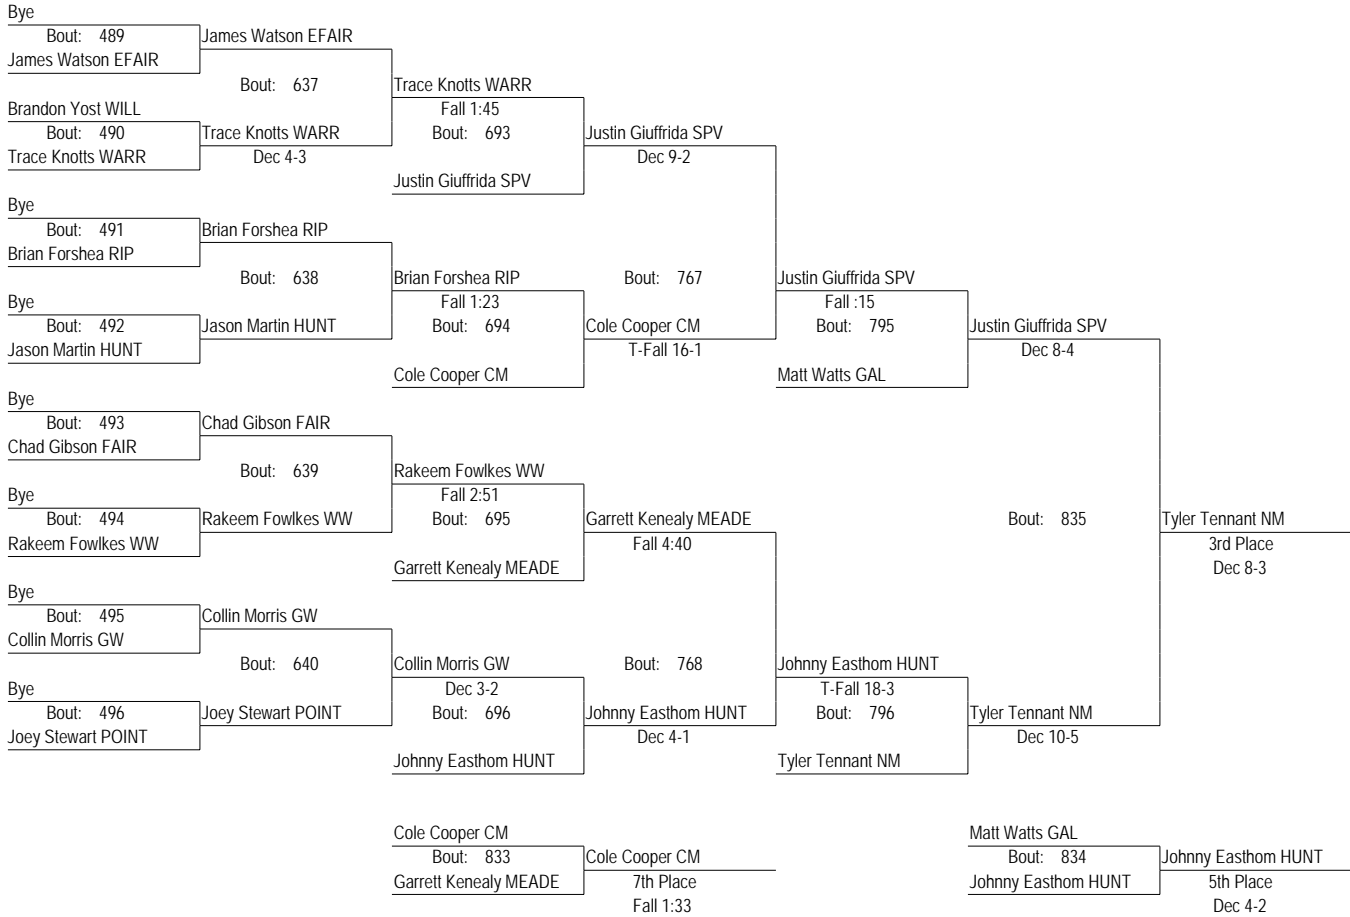 Bye
Bout: 489
James Watson EFAIR
James Watson EFAIR
Bout: 637
Brandon Yost WILL
Bout: 490
Trace Knotts WARR
Trace Knotts WARR
Dec 4-3
Trace Knotts WARR
Fall 1:45
Bout: 693
Justin Giuffrida SPV
Justin Giuffrida SPV
Dec 9-2
Bye
Bout: 491
Brian Forshea RIP
Brian Forshea RIP
Bout: 638
Bye
Bout: 492
Jason Martin HUNT
Jason Martin HUNT
Brian Forshea RIP
Fall 1:23
Bout: 694
Cole Cooper CM
Cole Cooper CM
T-Fall 16-1
Bout: 767
Justin Giuffrida SPV
Fall :15
Bout: 795
Matt Watts GAL
Justin Giuffrida SPV
Dec 8-4
Bye
Bout: 493
Chad Gibson FAIR
Chad Gibson FAIR
Bout: 639
Bye
Bout: 494
Rakeem Fowlkes WW
Rakeem Fowlkes WW
Rakeem Fowlkes WW
Fall 2:51
Bout: 695
Garrett Kenealy MEADE
Garrett Kenealy MEADE
Fall 4:40
Bye
Bout: 495
Collin Morris GW
Collin Morris GW
Bout: 640
Bye
Bout: 496
Joey Stewart POINT
Joey Stewart POINT
Collin Morris GW
Dec 3-2
Bout: 696
Johnny Easthom HUNT
Johnny Easthom HUNT
Dec 4-1
Bout: 768
Johnny Easthom HUNT
T-Fall 18-3
Bout: 796
Tyler Tennant NM
Tyler Tennant NM
Dec 10-5
Bout: 835
Tyler Tennant NM
3rd Place
Dec 8-3
Cole Cooper CM
Bout: 833
Garrett Kenealy MEADE
Cole Cooper CM
7th Place
Fall 1:33
Matt Watts GAL
Bout: 834
Johnny Easthom HUNT
Johnny Easthom HUNT
5th Place
Dec 4-2